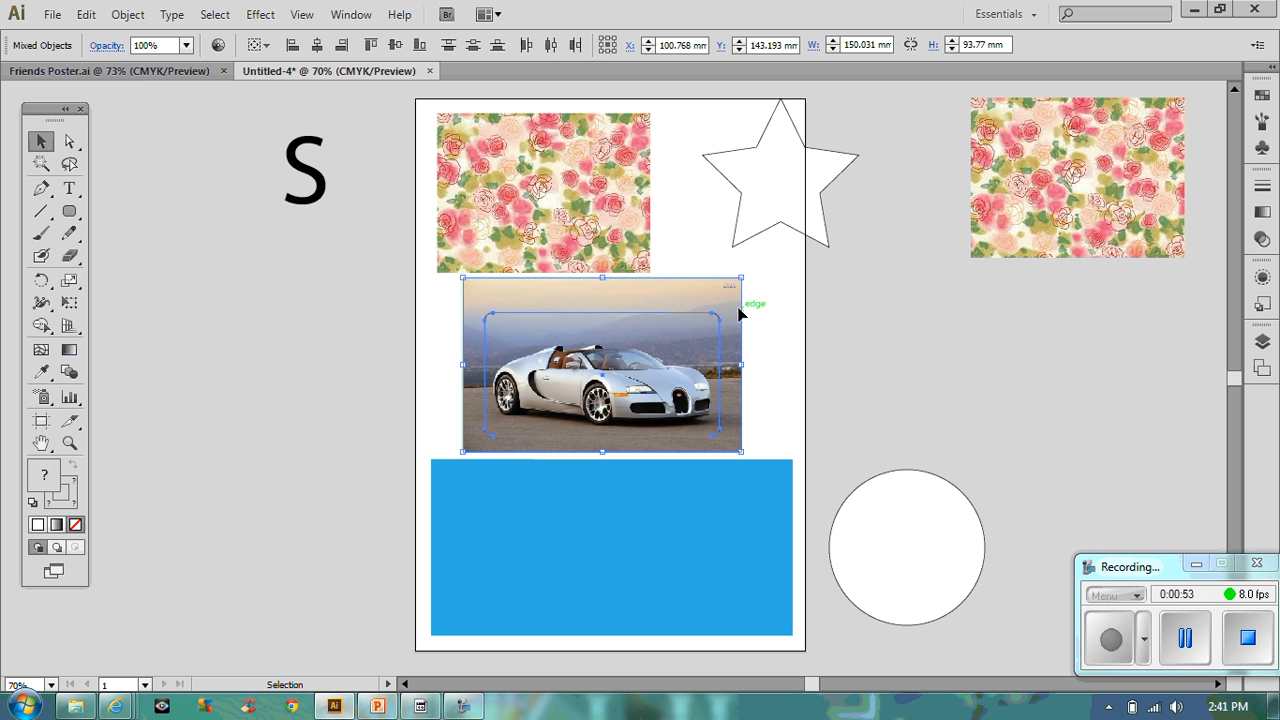 Ai File Edit Object Type Select Effect View Window Help Br Essentials
Mixed Objects Opacity: 100% X: 100.768 mm Y: 143.193 mm W: 150.031 mm H: 93.77 mm
Friends Poster.ai @ 73% (CMYK/Preview) × Untitled-4* @ 70% (CMYK/Preview) ×
S
T
edge
?
Recording...
Menu 0:00:53 8.0 fps
70% 1 Selection
Ai P 2:41 PM